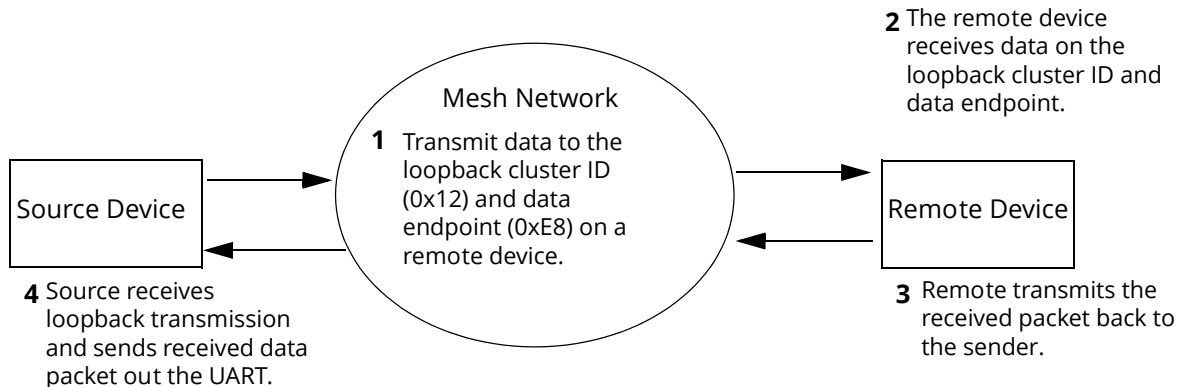 2 The remote device
receives data on the
loopback cluster ID and
data endpoint.
Mesh Network
1 Transmit data to the
loopback cluster ID
(0x12) and data
endpoint (0xE8) on a
remote device.
Source Device
Remote Device
4 Source receives
loopback transmission
and sends received data
packet out the UART.
3 Remote transmits the
received packet back to
the sender.